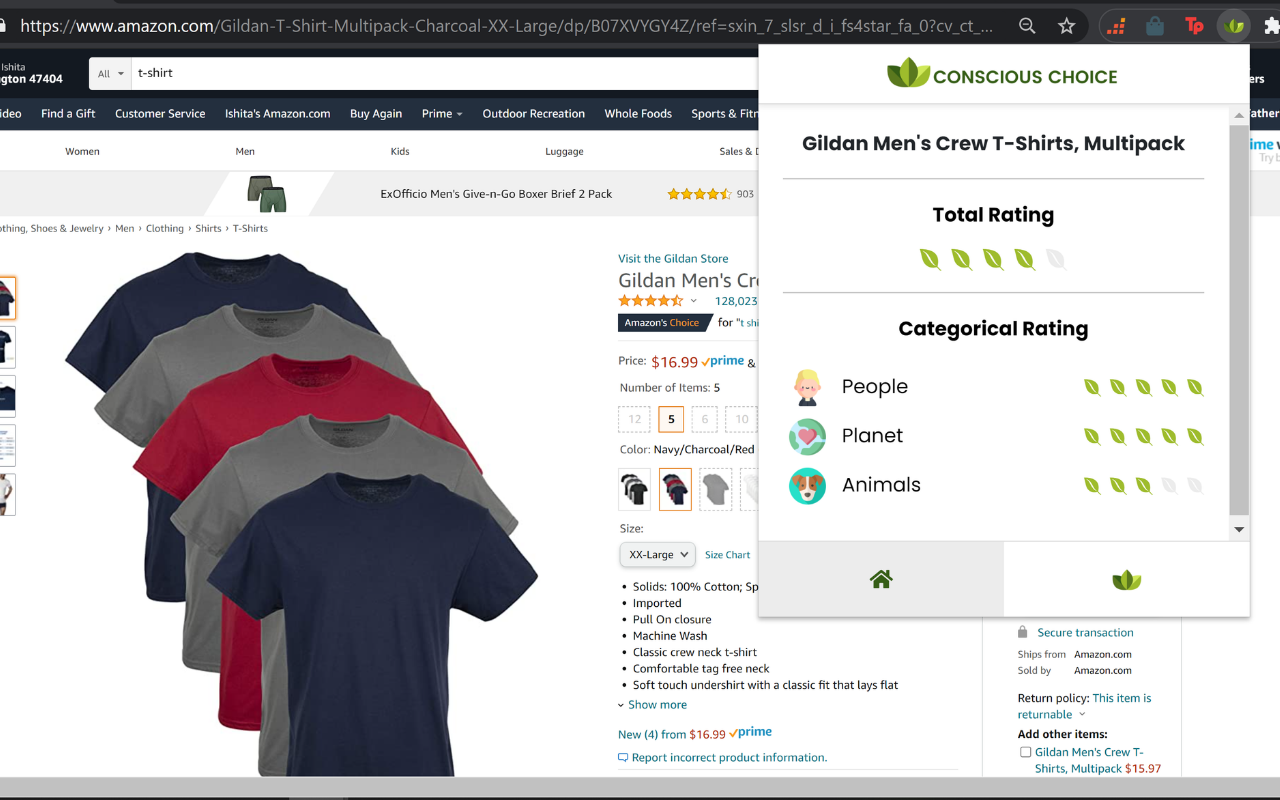 https://www.amazon.com/Gildan-T-Shirt-Multipack-Charcoal-XX-Large/dp/B07XVYGY4Z/ref=sxin_7_slsr_d_i_fs4star_fa_0?cv_ct_...
Tp
Ishita
ngton 47404
All
t-shirt
ers
ideo Find a Gift Customer Service Ishita's Amazon.com Buy Again Prime Outdoor Recreation Whole Foods Sports & Fitn
Women Men Kids Luggage Sales & D
ime
Try b
ExOfficio Men's Give-n-Go Boxer Brief 2 Pack 903
othing, Shoes & Jewelry › Men › Clothing › Shirts › T-Shirts
Visit the Gildan Store
Gildan Men's Cr
128,023
Amazon's Choice for "t shi
Price: $16.99 prime &
Number of Items: 5
12 5 6 10
Color: Navy/Charcoal/Red
Size:
XX-Large Size Chart
• Solids: 100% Cotton; Sp
• Imported
• Pull On closure
• Machine Wash
• Classic crew neck t-shirt
• Comfortable tag free neck
• Soft touch undershirt with a classic fit that lays flat
Show more
New (4) from $16.99 prime
Report incorrect product information.
CONSCIOUS CHOICE
Gildan Men's Crew T-Shirts, Multipack
Total Rating
Categorical Rating
People
Planet
Animals
Secure transaction
Ships from Amazon.com
Sold by Amazon.com
Return policy: This item is
returnable
Add other items:
Gildan Men's Crew T-
Shirts, Multipack $15.97